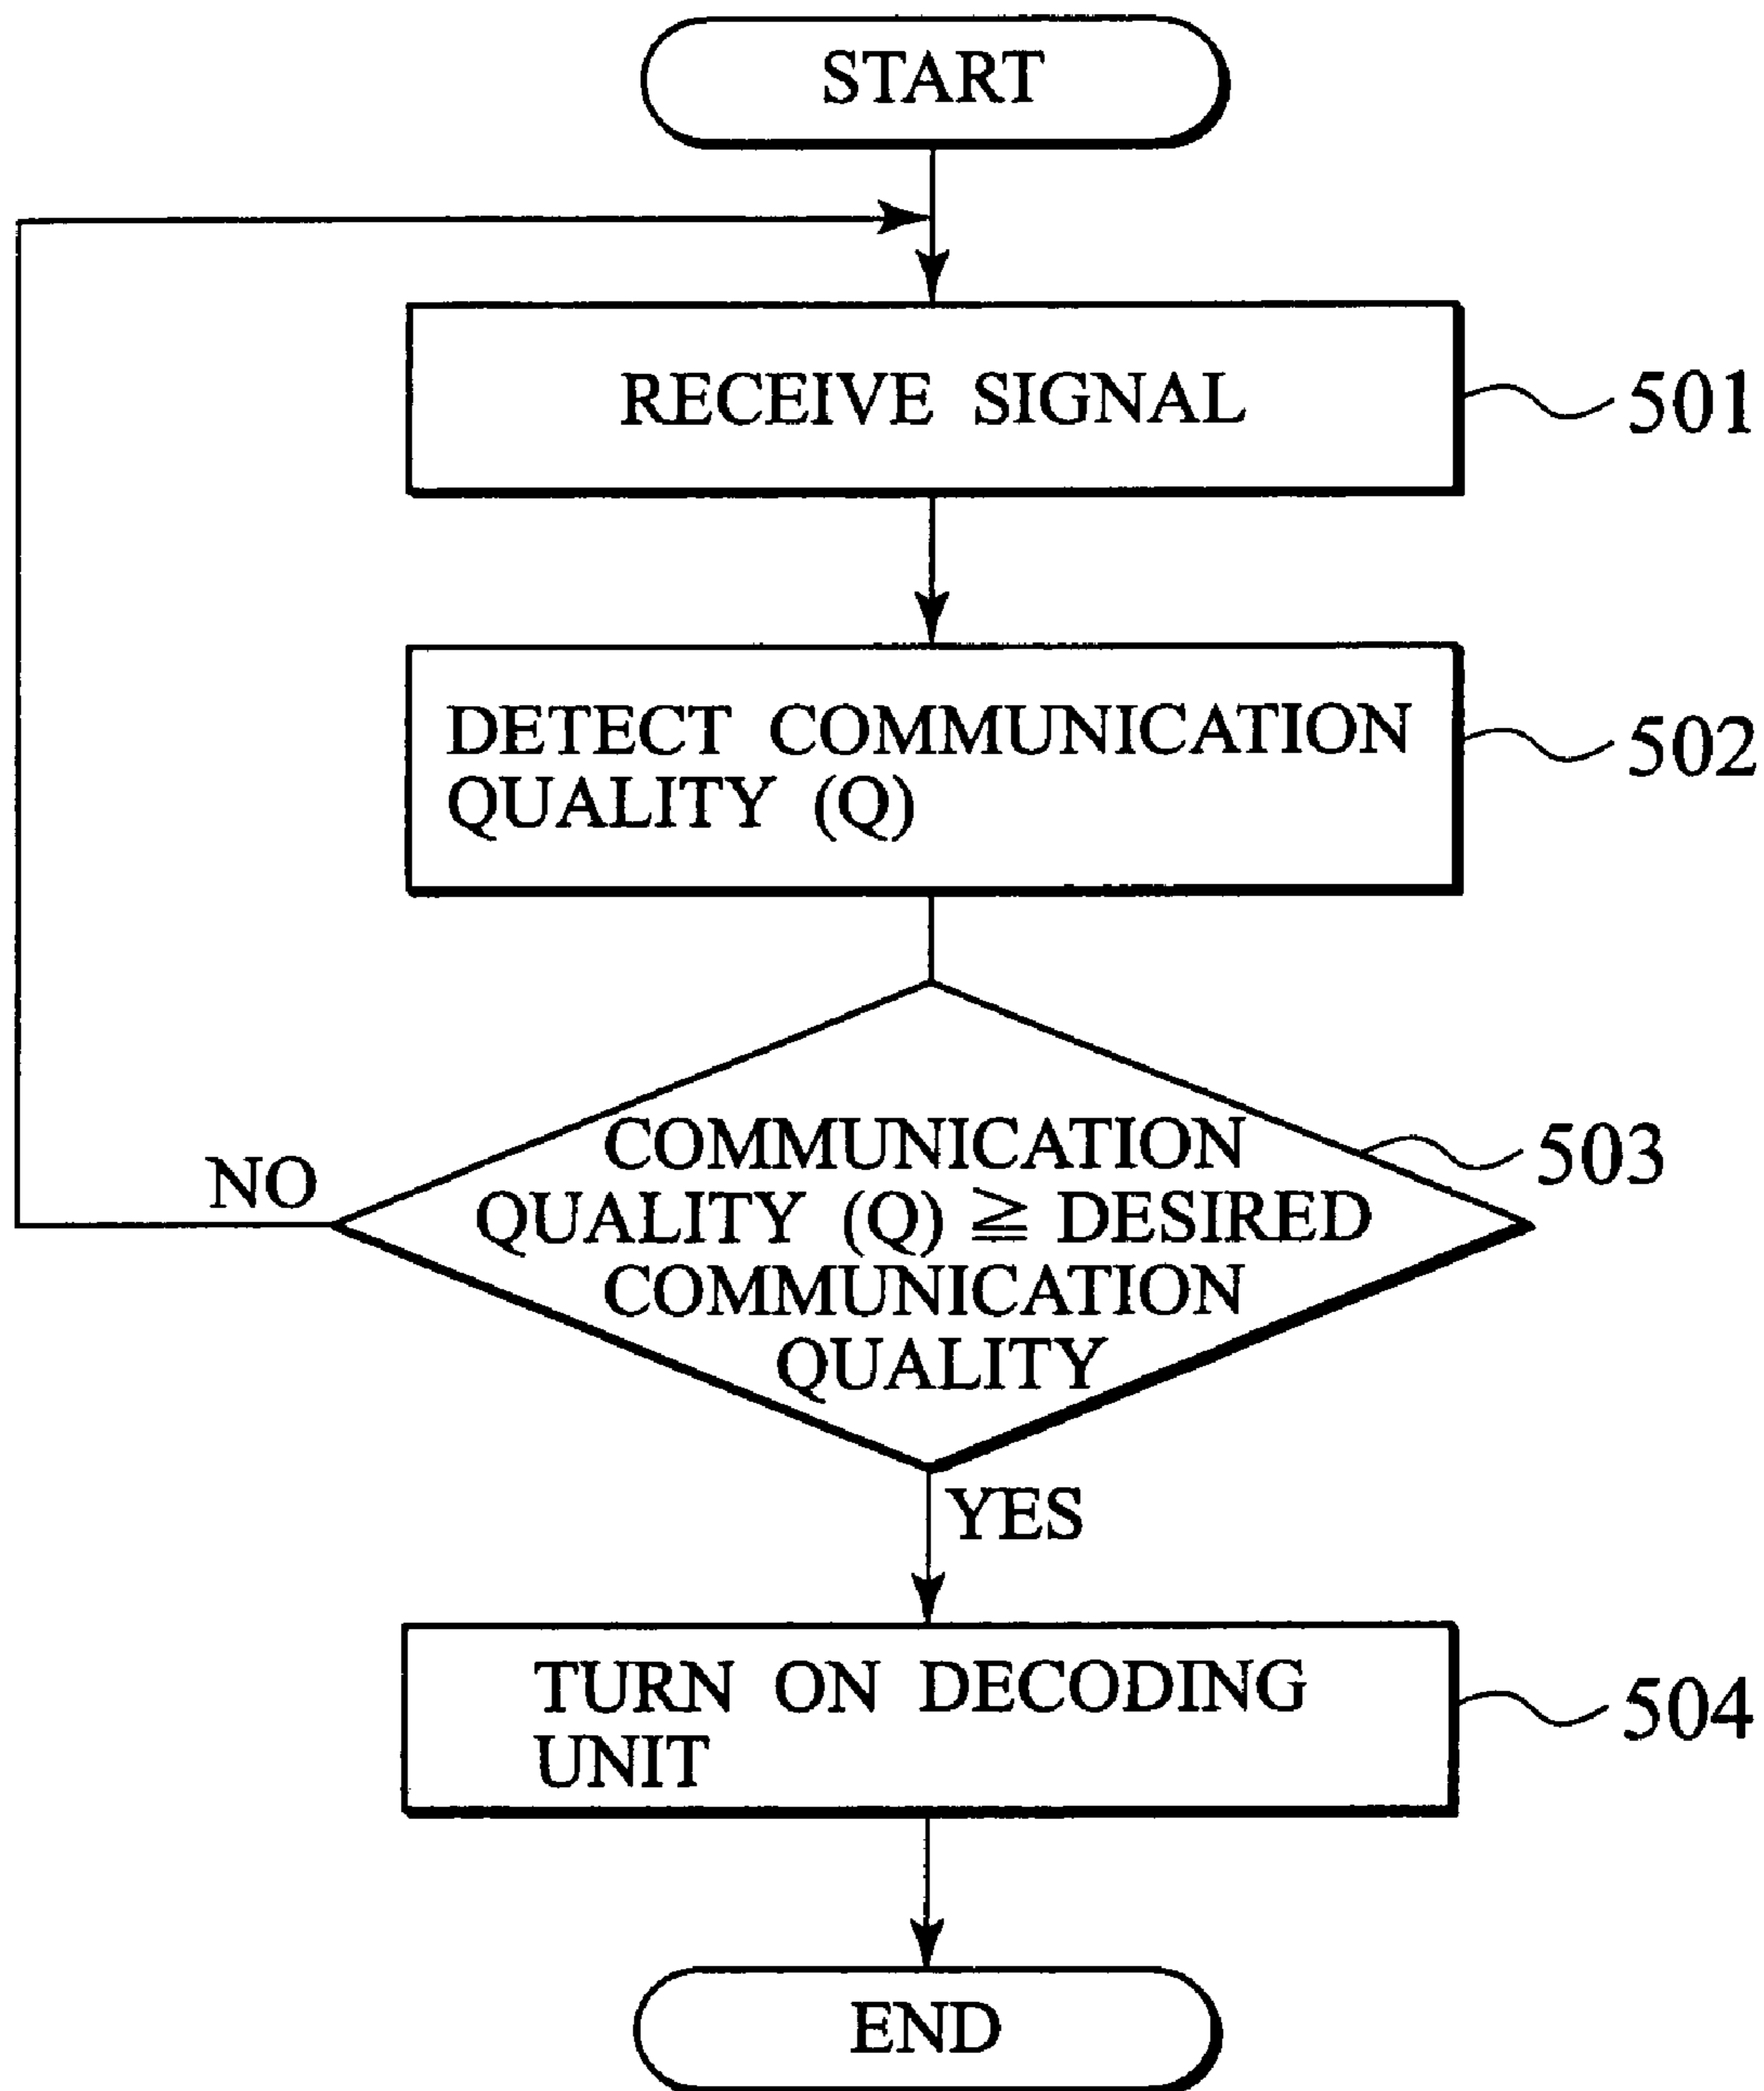 START
RECEIVE SIGNAL
501
DETECT COMMUNICATION
QUALITY (Q)
502
COMMUNICATION
QUALITY (Q) ≧ DESIRED
COMMUNICATION
QUALITY
503
NO
YES
TURN ON DECODING
UNIT
504
END